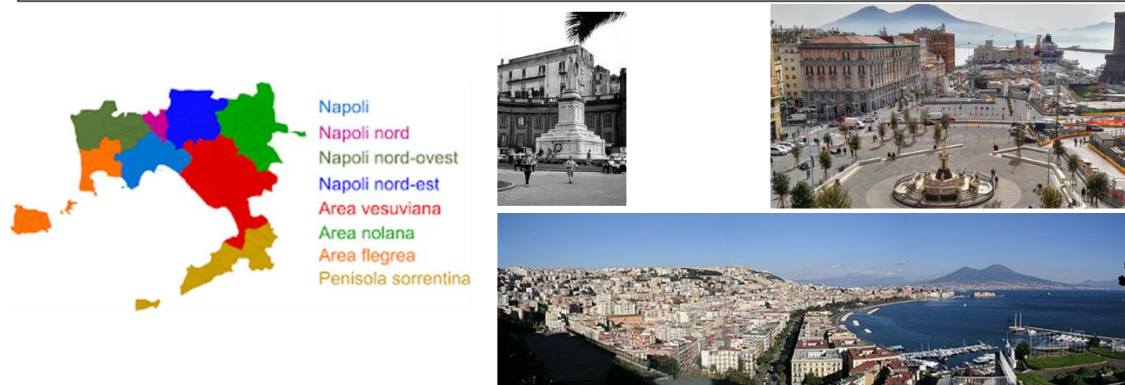 Napoli
Napoli nord
Napoli nord-ovest
Napoli nord-est
Area vesuviana
Area nolana
Area flegrea
Penisola sorrentina